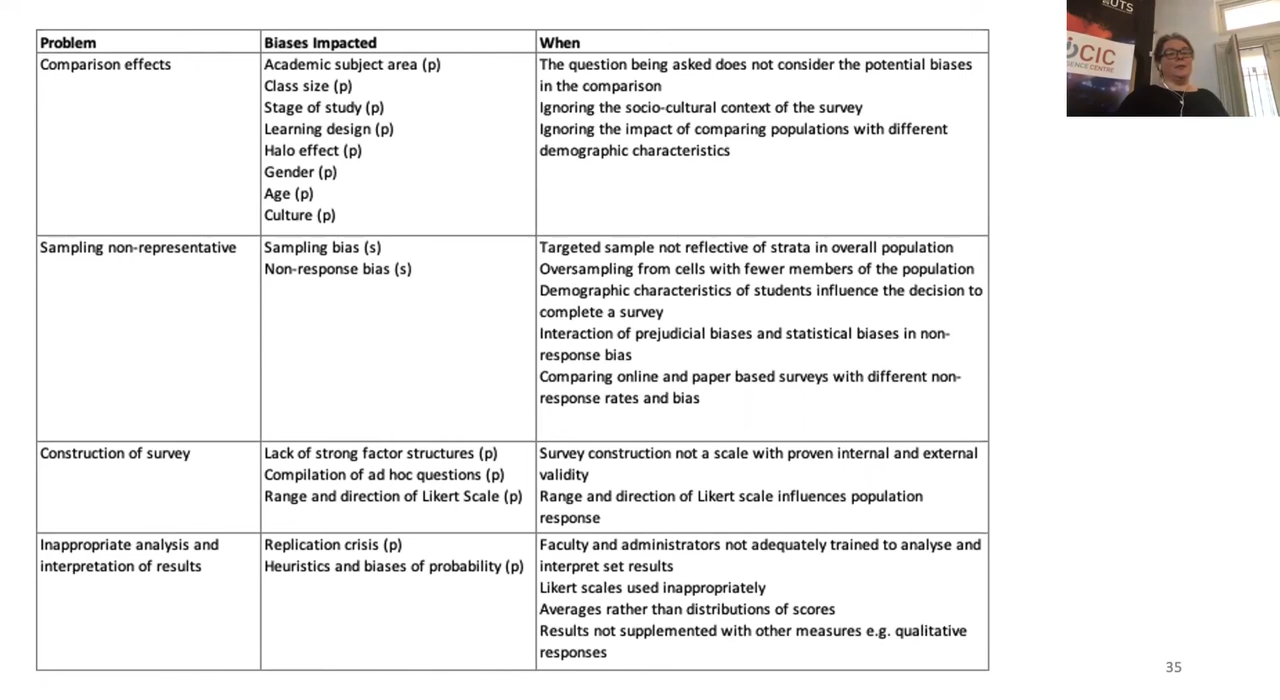 Problem
Biases Impacted
When
Comparison effects
Academic subject area (p)
Class size (p)
Stage of study (p)
Learning design (p)
Halo effect (p)
Gender (p)
Age (p)
Culture (p)
The question being asked does not consider the potential biases
in the comparison
Ignoring the socio-cultural context of the survey
Ignoring the impact of comparing populations with different
demographic characteristics
Sampling non-representative
Sampling bias (s)
Non-response bias (s)
Targeted sample not reflective of strata in overall population
Oversampling from cells with fewer members of the population
Demographic characteristics of students influence the decision to
complete a survey
Interaction of prejudicial biases and statistical biases in non-
response bias
Comparing online and paper based surveys with different non-
response rates and bias
Construction of survey
Lack of strong factor structures (p)
Compilation of ad hoc questions (p)
Range and direction of Likert Scale (p)
Survey construction not a scale with proven internal and external
validity
Range and direction of Likert scale influences population
response
Inappropriate analysis and
interpretation of results
Replication crisis (p)
Heuristics and biases of probability (p)
Faculty and administrators not adequately trained to analyse and
interpret set results
Likert scales used inappropriately
Averages rather than distributions of scores
Results not supplemented with other measures e.g. qualitative
responses
UTS
CIC
CENTRE
35